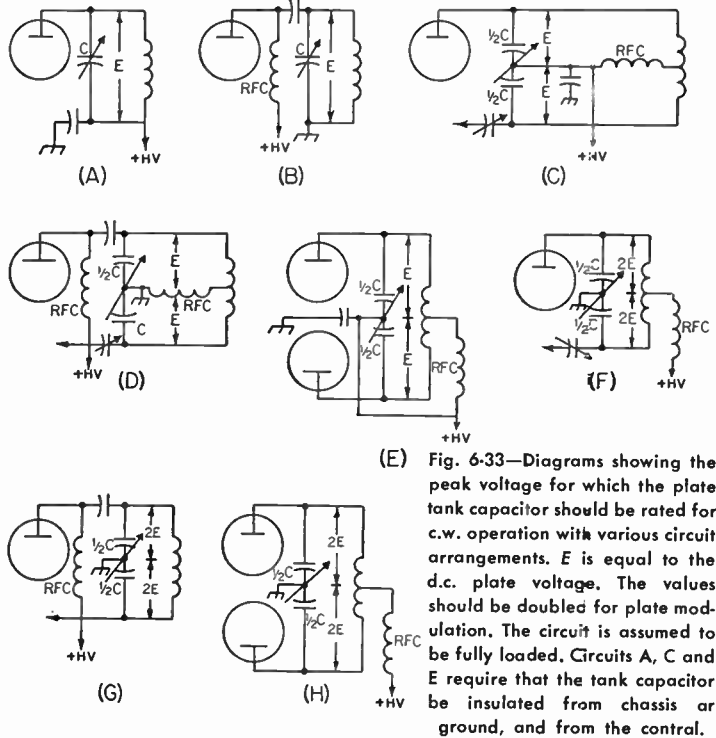 C
E
+HV
(A)
C
E
RFC
+HV
(B)
½C
½C
E
E
RFC
+HV
(C)
½C
C
E
E
RFC
RFC
+HV
(D)
½C
½C
E
E
RFC
+HV
(E)
½C
½C
2E
2E
RFC
+HV
(F)
½C
½C
2E
2E
RFC
+HV
(G)
½C
½C
2E
2E
RFC
+HV
(H)
Fig. 6-33—Diagrams showing the
peak voltage for which the plate
tank capacitor should be rated for
c.w. operation with various circuit
arrangements. E is equal to the
d.c. plate voltage. The values
should be doubled for plate mod-
ulation. The circuit is assumed to
be fully loaded. Circuits A, C and
E require that the tank capacitor
be insulated from chassis ar
ground, and from the contral.